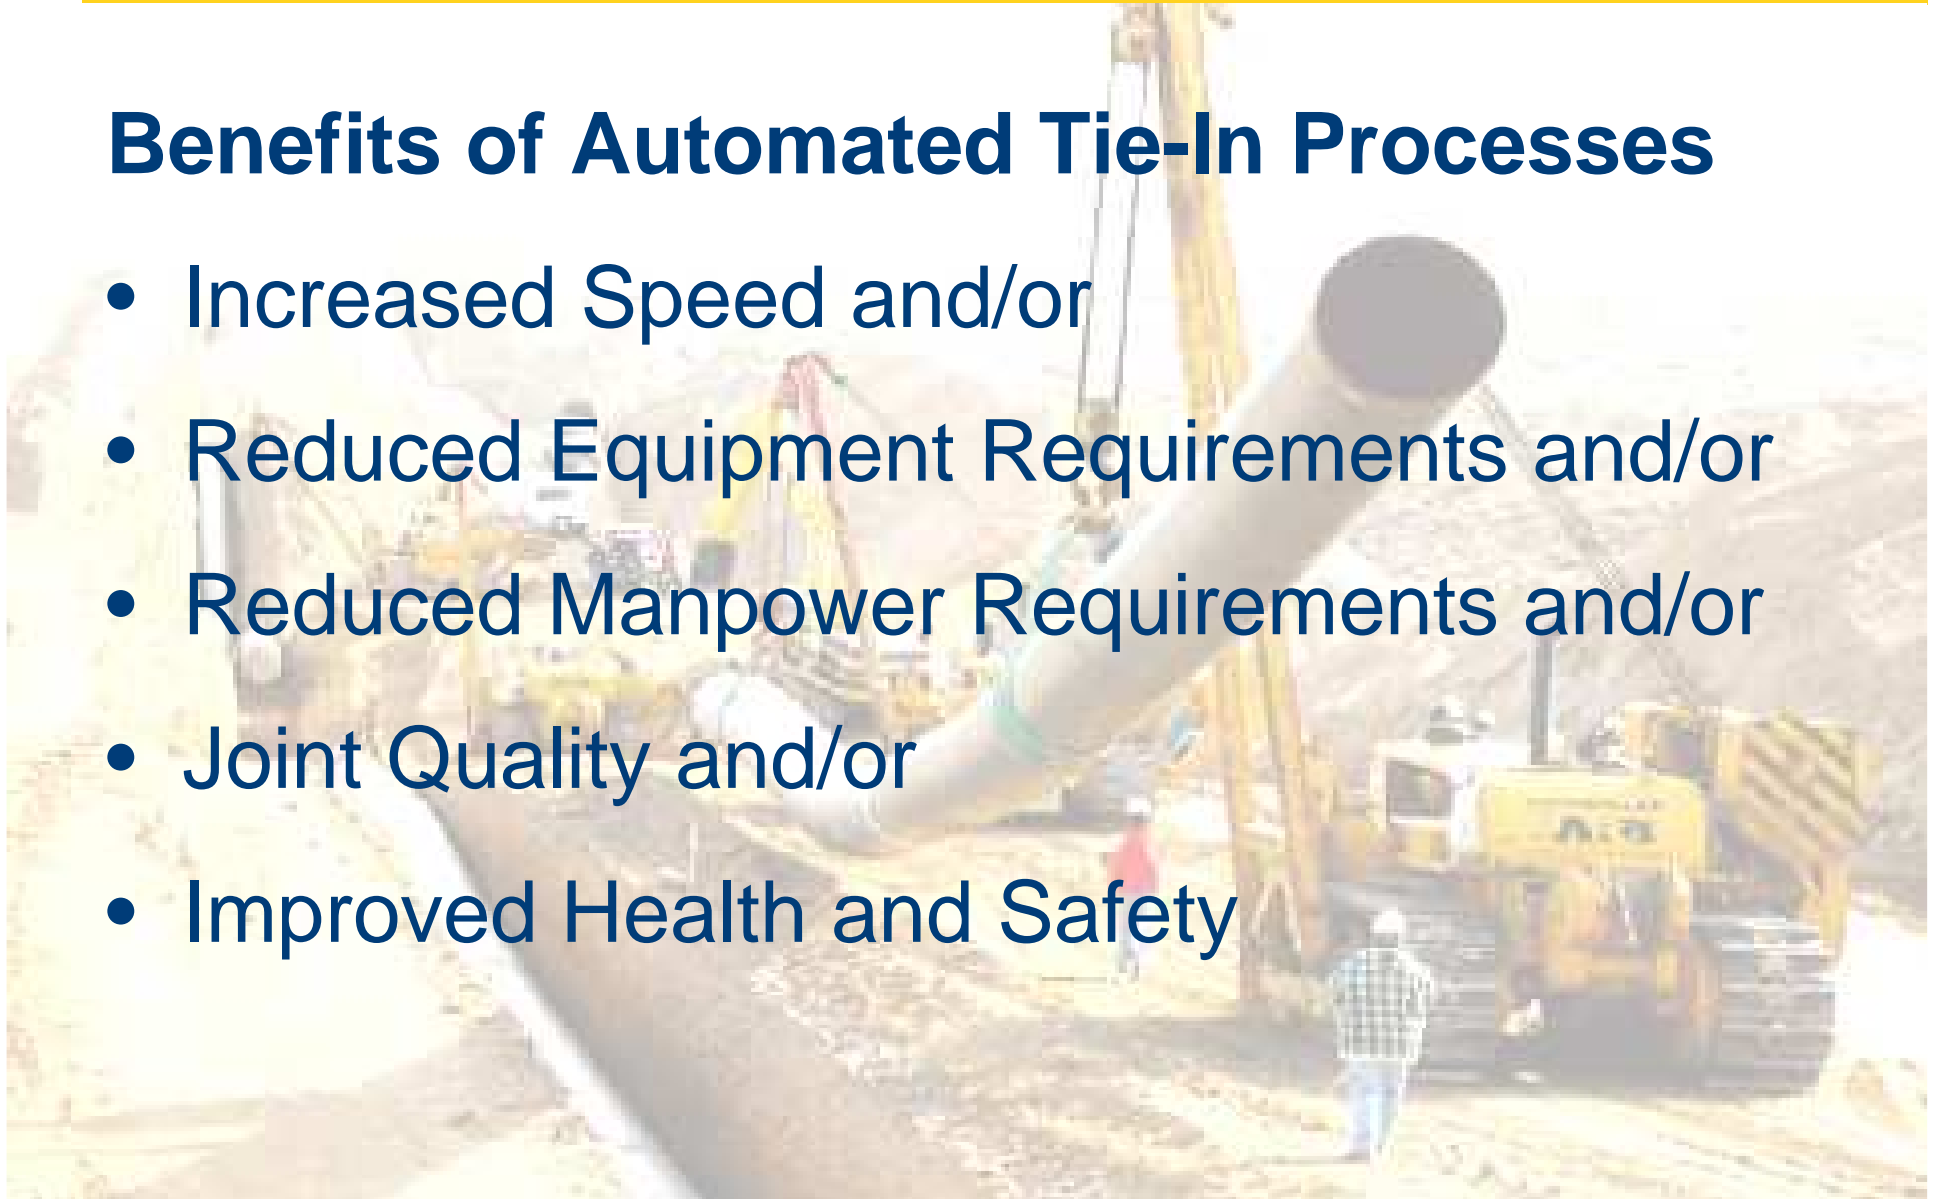 Benefits of Automated Tie-In Processes
• Increased Speed and/or
• Reduced Equipment Requirements and/or
• Reduced Manpower Requirements and/or
• Joint Quality and/or
• Improved Health and Safety